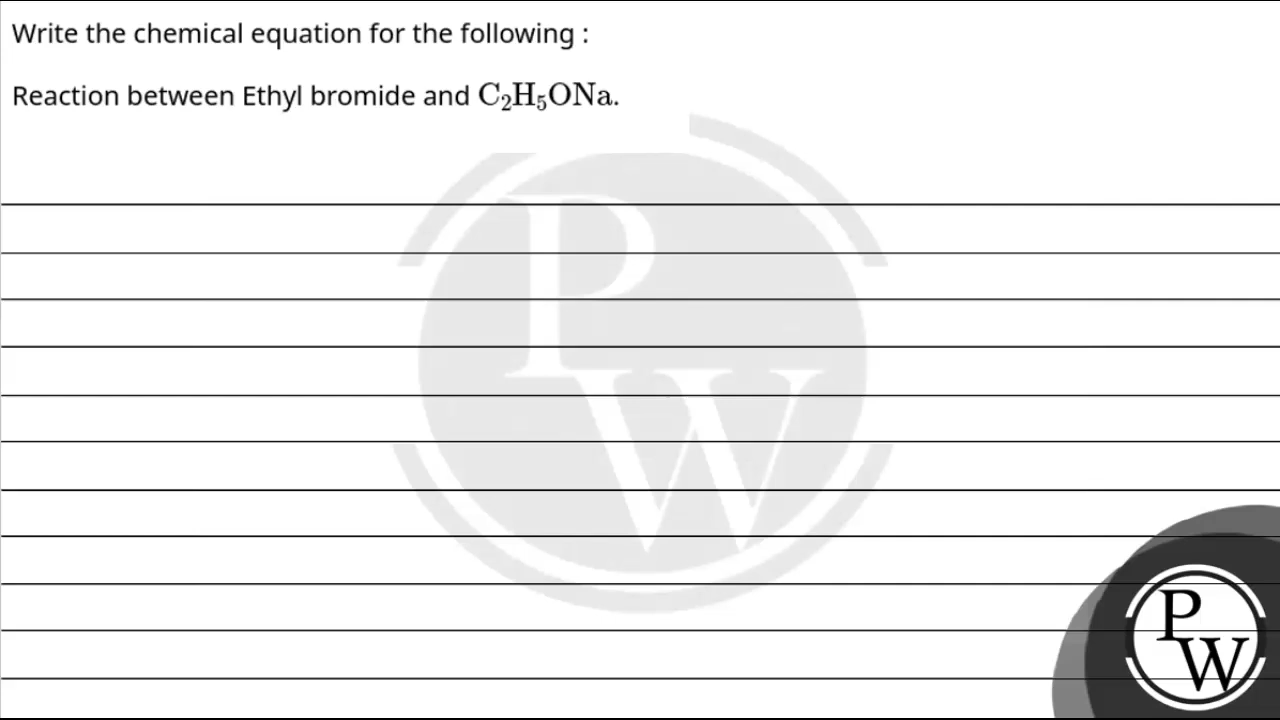 Write the chemical equation for the following :
Reaction between Ethyl bromide and C₂H₅ONa.
P
W
P
W